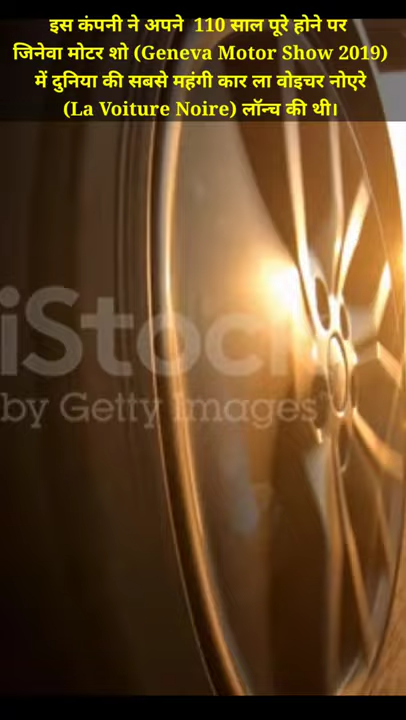 इस कंपनी ने अपने 110 साल पूरे होने पर
जिनेवा मोटर शो (Geneva Motor Show 2019)
में दुनिया की सबसे महंगी कार ला वोइचर नोएरे
(La Voiture Noire) लॉन्च की थी।
iStock
by Getty Images™